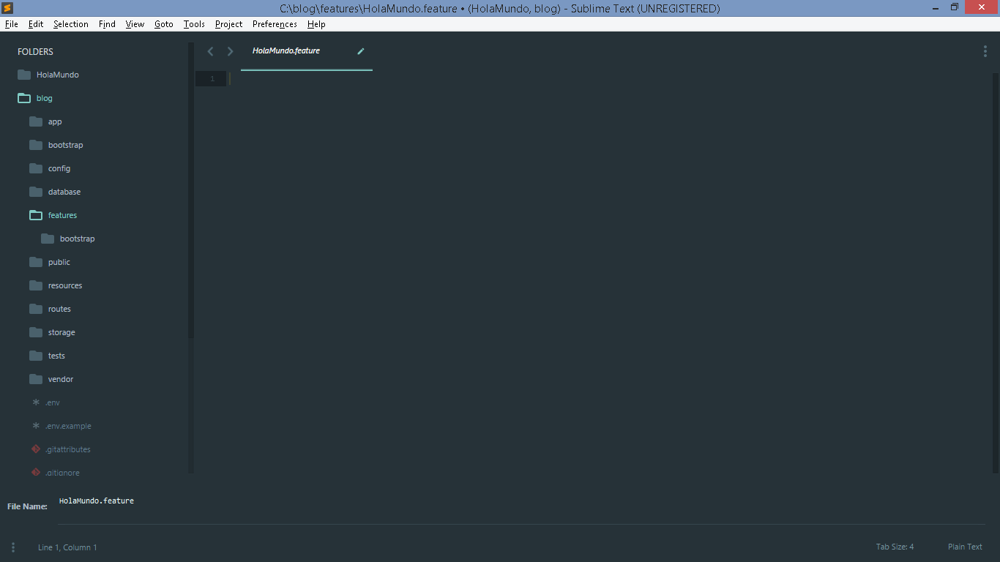 C:\blog\features\HolaMundo.feature • (HolaMundo, blog) - Sublime Text (UNREGISTERED)
File Edit Selection Find View Goto Tools Project Preferences Help
FOLDERS
HolaMundo
blog
app
bootstrap
config
database
features
bootstrap
public
resources
routes
storage
tests
vendor
.env
.env.example
.gitattributes
.gitignore
HolaMundo.feature
1
File Name: HolaMundo.feature
Line 1, Column 1
Tab Size: 4
Plain Text